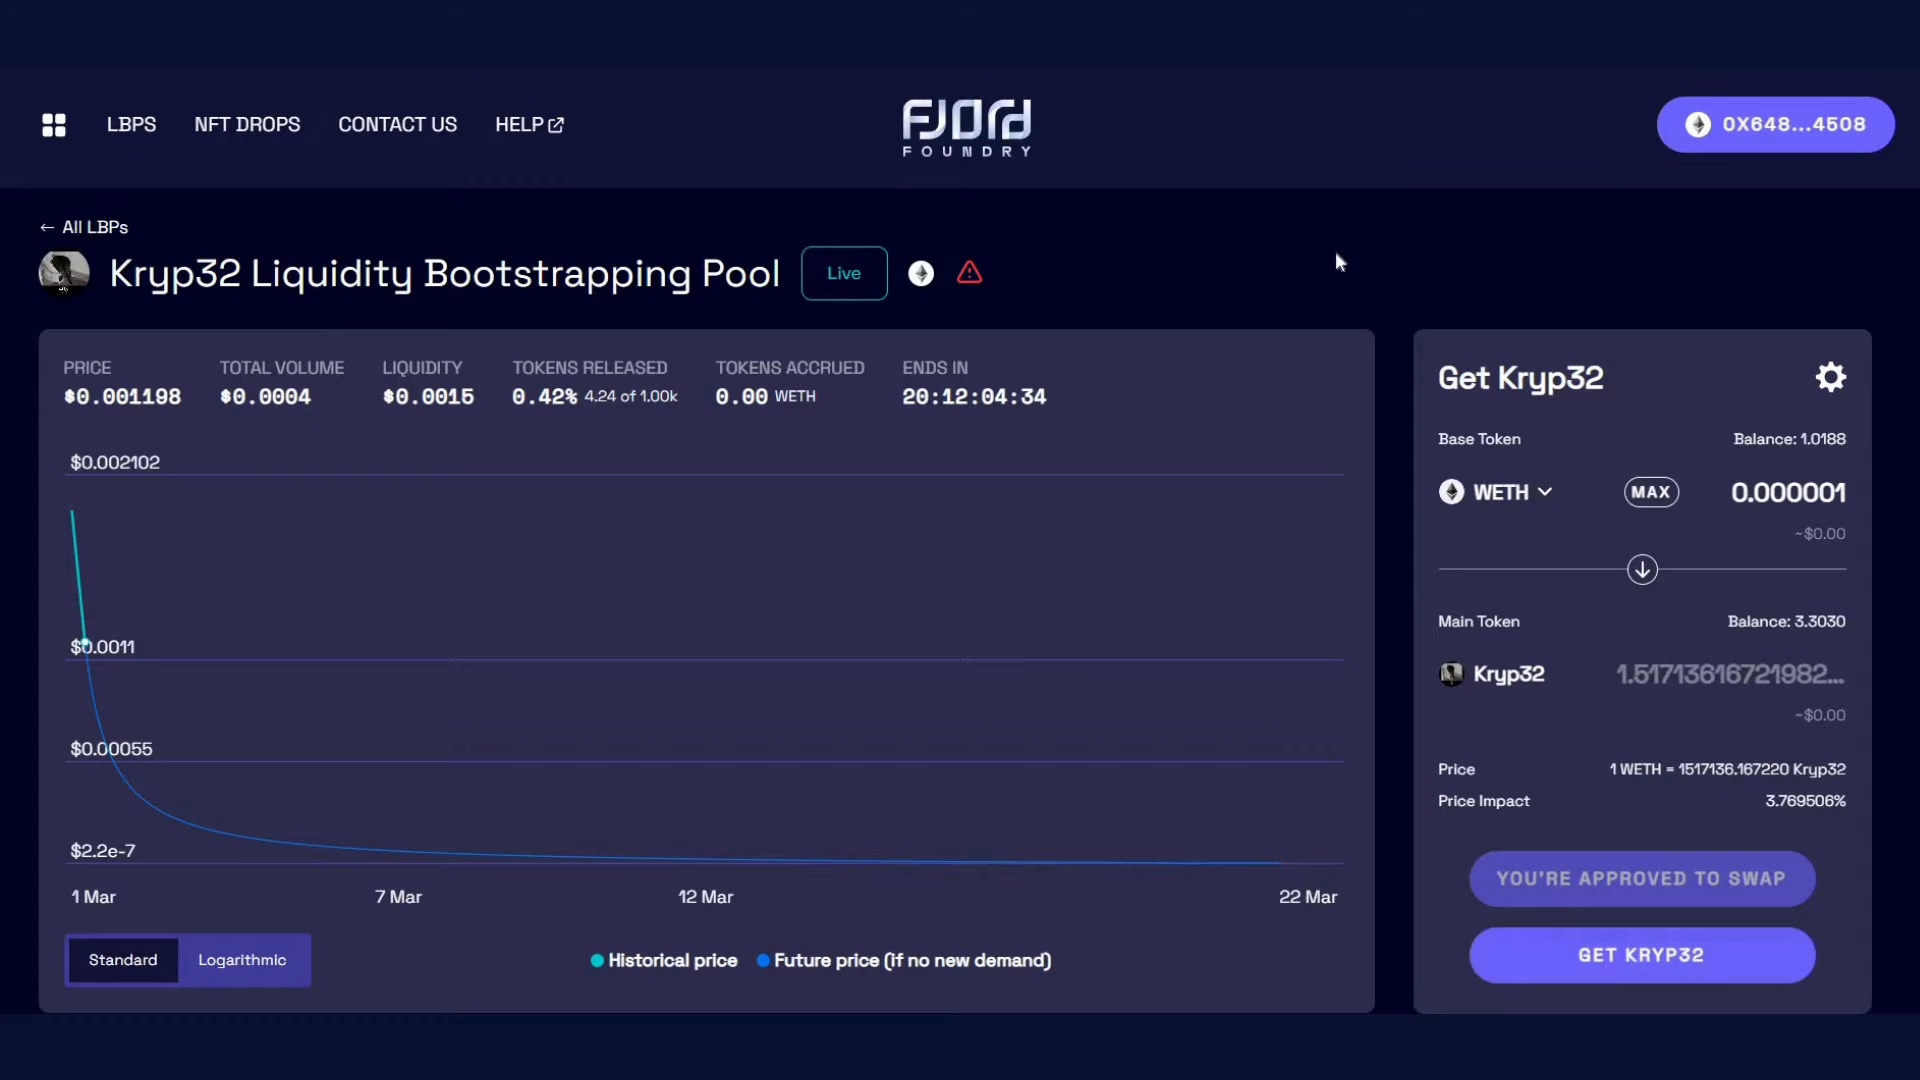 LBPS NFT DROPS CONTACT US HELP
FJORD
FOUNDRY
0X648...4508
← All LBPs
Kryp32 Liquidity Bootstrapping Pool
Live
PRICE
$0.001198
TOTAL VOLUME
$0.0004
LIQUIDITY
$0.0015
TOKENS RELEASED
0.42% 4.24 of 1.00k
TOKENS ACCRUED
0.00 WETH
ENDS IN
20:12:04:34
$0.002102
$0.0011
$0.00055
$2.2e-7
1 Mar 7 Mar 12 Mar 22 Mar
Standard Logarithmic
Historical price Future price (if no new demand)
Get Kryp32
Base Token Balance: 1.0188
WETH MAX 0.000001
~$0.00
Main Token Balance: 3.3030
Kryp32 1.51713616721982...
~$0.00
Price 1 WETH = 1517136.167220 Kryp32
Price Impact 3.769506%
YOU'RE APPROVED TO SWAP
GET KRYP32